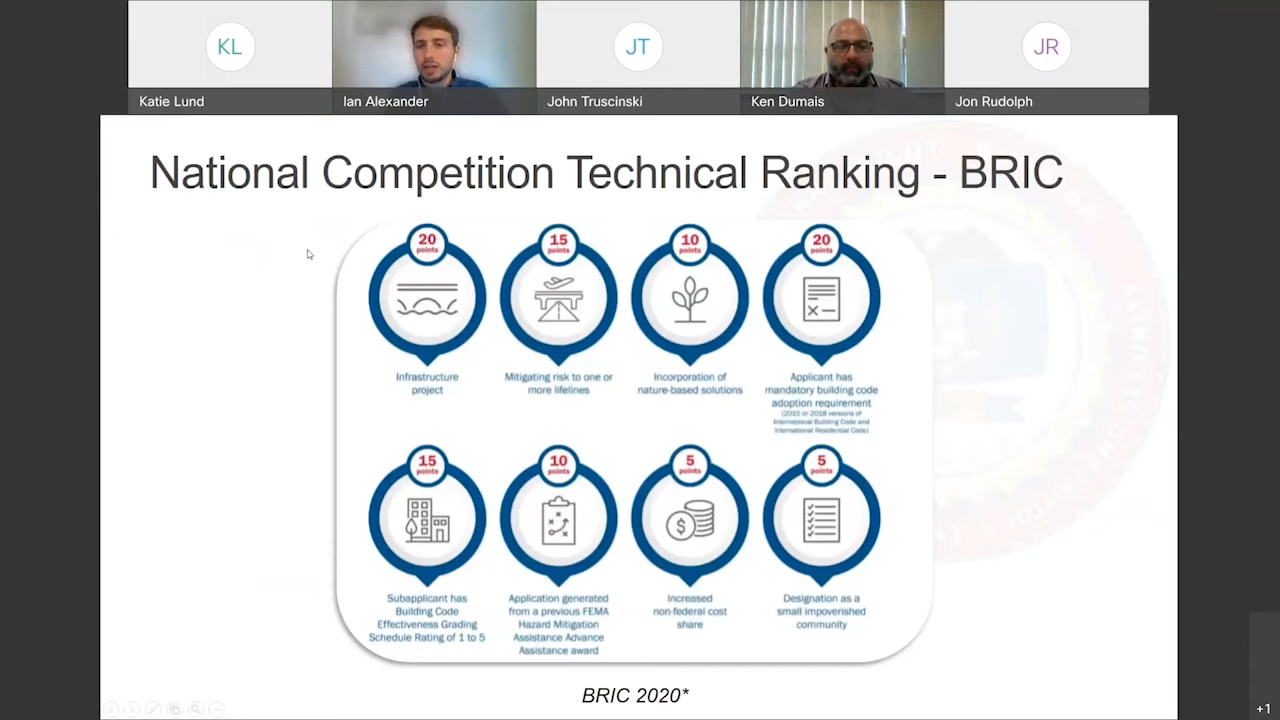 KL
JT
JR
Katie Lund
Ian Alexander
John Truscinski
Ken Dumais
Jon Rudolph
National Competition Technical Ranking - BRIC
20
points
15
points
10
points
20
points
Infrastructure
project
Mitigating risk to one or
more lifelines
Incorporation of
nature-based solutions
Applicant has
mandatory building code
adoption requirement
(2015 or 2018 versions of
International Building Code and
International Residential Code)
15
points
10
points
5
points
5
points
Subapplicant has
Building Code
Effectiveness Grading
Schedule Rating of 1 to 5
Application generated
from a previous FEMA
Hazard Mitigation
Assistance Advance
Assistance award
Increased
non-federal cost
share
Designation as a
small impoverished
community
BRIC 2020*
+1